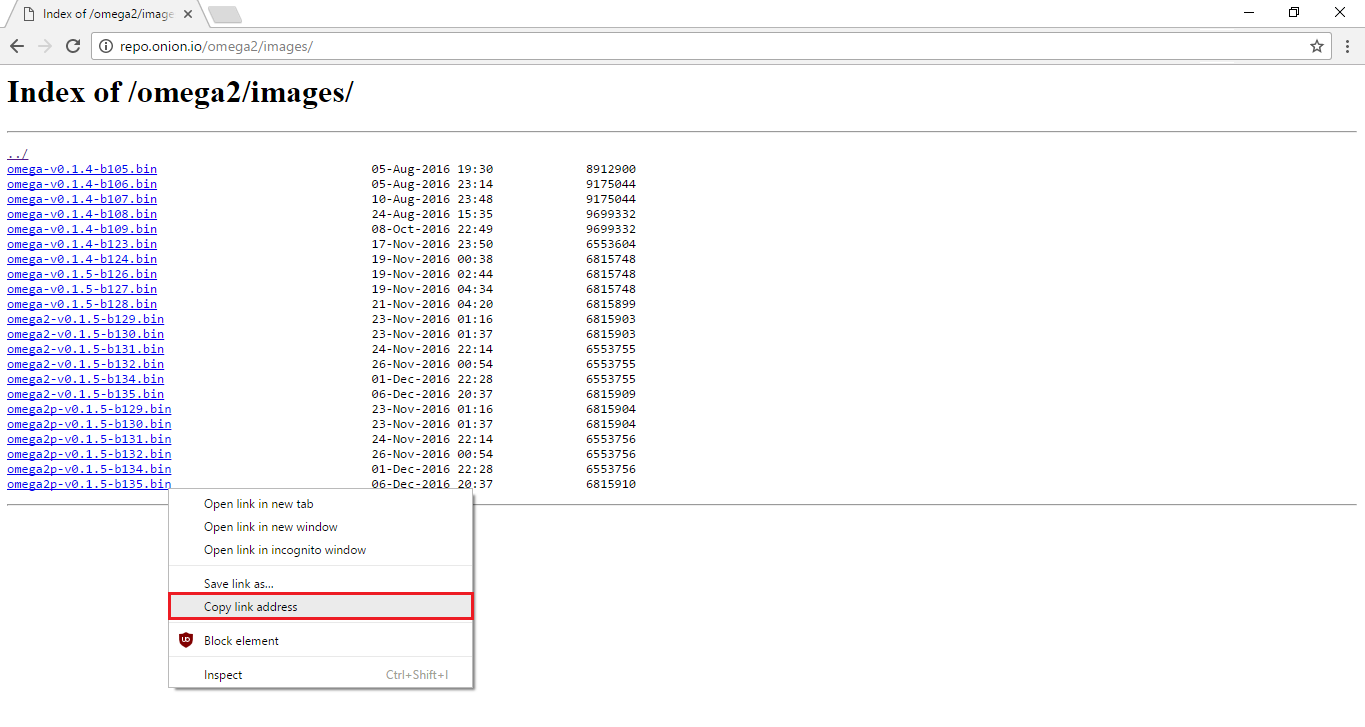 Index of /omega2/image
repo.onion.io/omega2/images/
Index of /omega2/images/
../
omega-v0.1.4-b105.bin 05-Aug-2016 19:30 8912900
omega-v0.1.4-b106.bin 05-Aug-2016 23:14 9175044
omega-v0.1.4-b107.bin 10-Aug-2016 23:48 9175044
omega-v0.1.4-b108.bin 24-Aug-2016 15:35 9699332
omega-v0.1.4-b109.bin 08-Oct-2016 22:49 9699332
omega-v0.1.4-b123.bin 17-Nov-2016 23:50 6553604
omega-v0.1.4-b124.bin 19-Nov-2016 00:38 6815748
omega-v0.1.5-b126.bin 19-Nov-2016 02:44 6815748
omega-v0.1.5-b127.bin 19-Nov-2016 04:34 6815748
omega-v0.1.5-b128.bin 21-Nov-2016 04:20 6815899
omega2-v0.1.5-b129.bin 23-Nov-2016 01:16 6815903
omega2-v0.1.5-b130.bin 23-Nov-2016 01:37 6815903
omega2-v0.1.5-b131.bin 24-Nov-2016 22:14 6553755
omega2-v0.1.5-b132.bin 26-Nov-2016 00:54 6553755
omega2-v0.1.5-b134.bin 01-Dec-2016 22:28 6553755
omega2-v0.1.5-b135.bin 06-Dec-2016 20:37 6815909
omega2p-v0.1.5-b129.bin 23-Nov-2016 01:16 6815904
omega2p-v0.1.5-b130.bin 23-Nov-2016 01:37 6815904
omega2p-v0.1.5-b131.bin 24-Nov-2016 22:14 6553756
omega2p-v0.1.5-b132.bin 26-Nov-2016 00:54 6553756
omega2p-v0.1.5-b134.bin 01-Dec-2016 22:28 6553756
omega2p-v0.1.5-b135.bin 06-Dec-2016 20:37 6815910
Open link in new tab
Open link in new window
Open link in incognito window
Save link as...
Copy link address
Block element
Inspect Ctrl+Shift+I